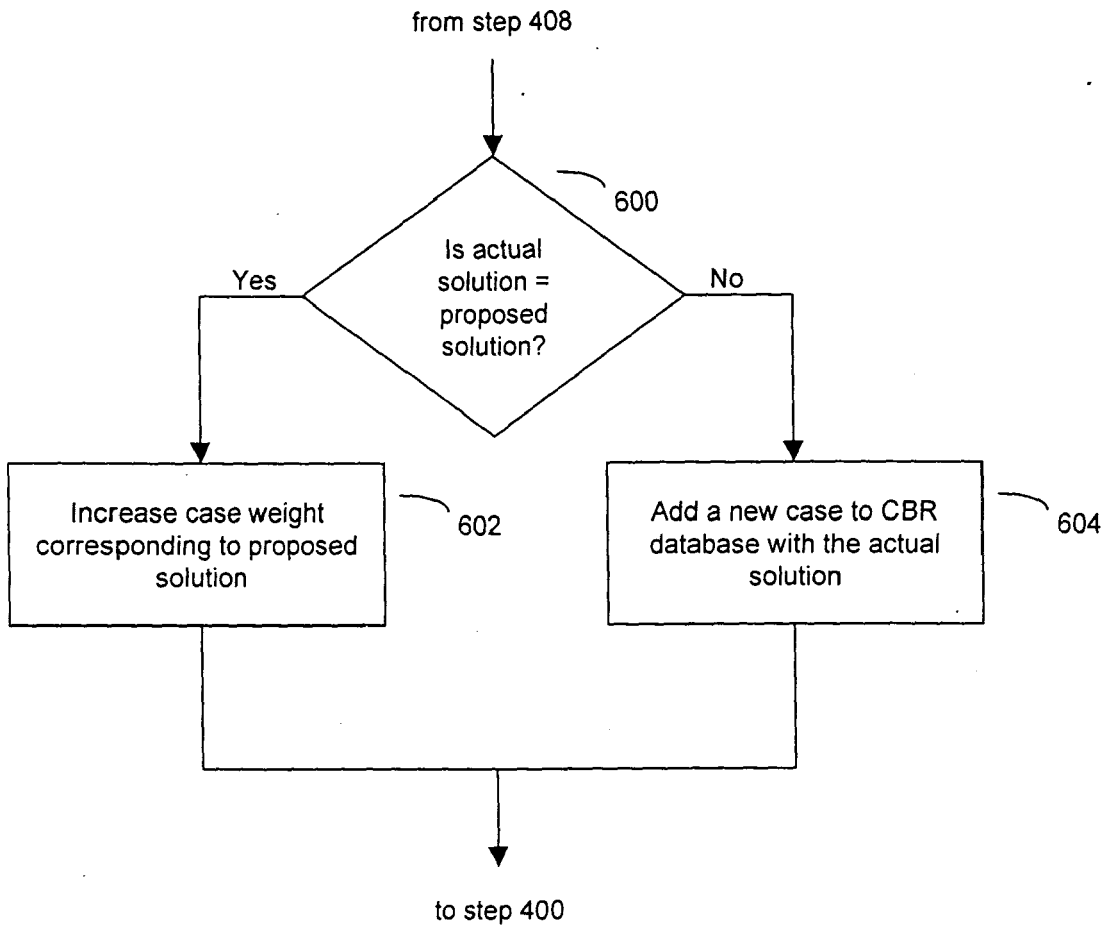 from step 408
600
Is actual
solution =
proposed
solution?
Yes
No
Increase case weight
corresponding to proposed
solution
602
Add a new case to CBR
database with the actual
solution
604
to step 400